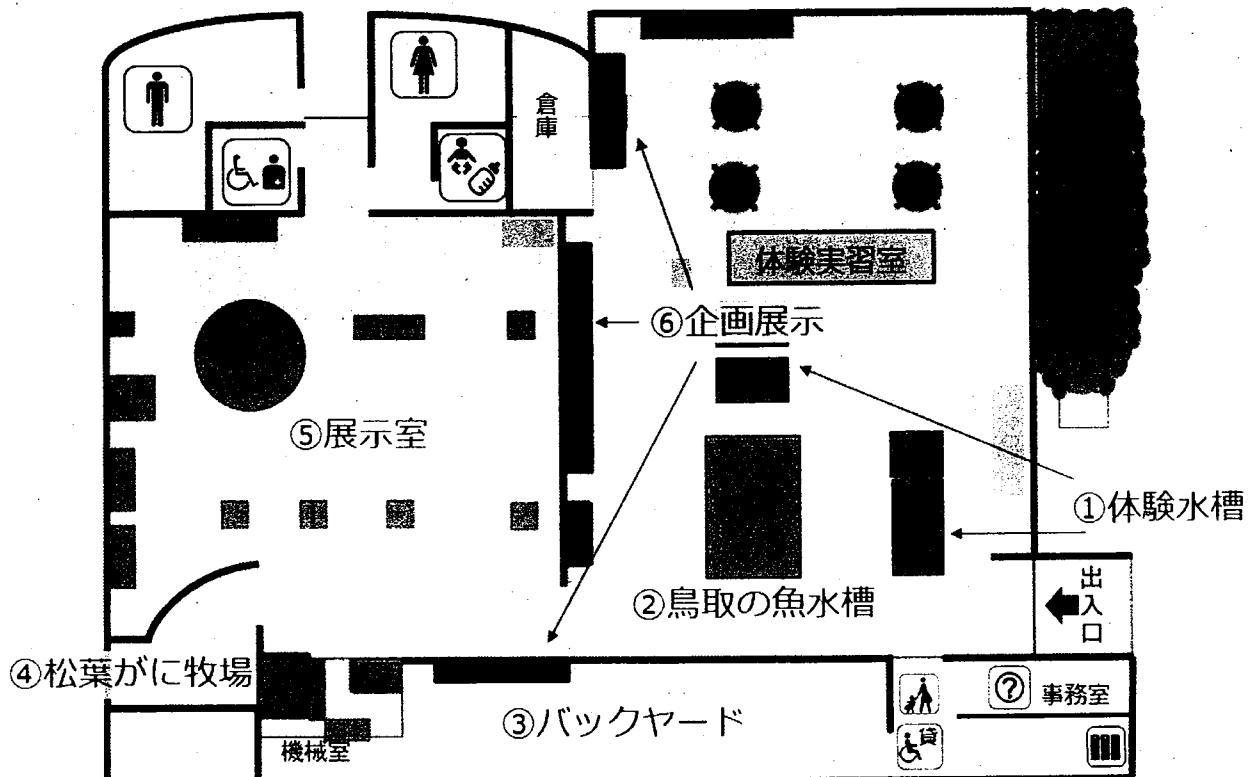 倉庫
体験実習室
⑥企画展示
⑤展示室
①体験水槽
②鳥取の魚水槽
出入口
④松葉がに牧場
③バックヤード
機械室
?
事務室
貸